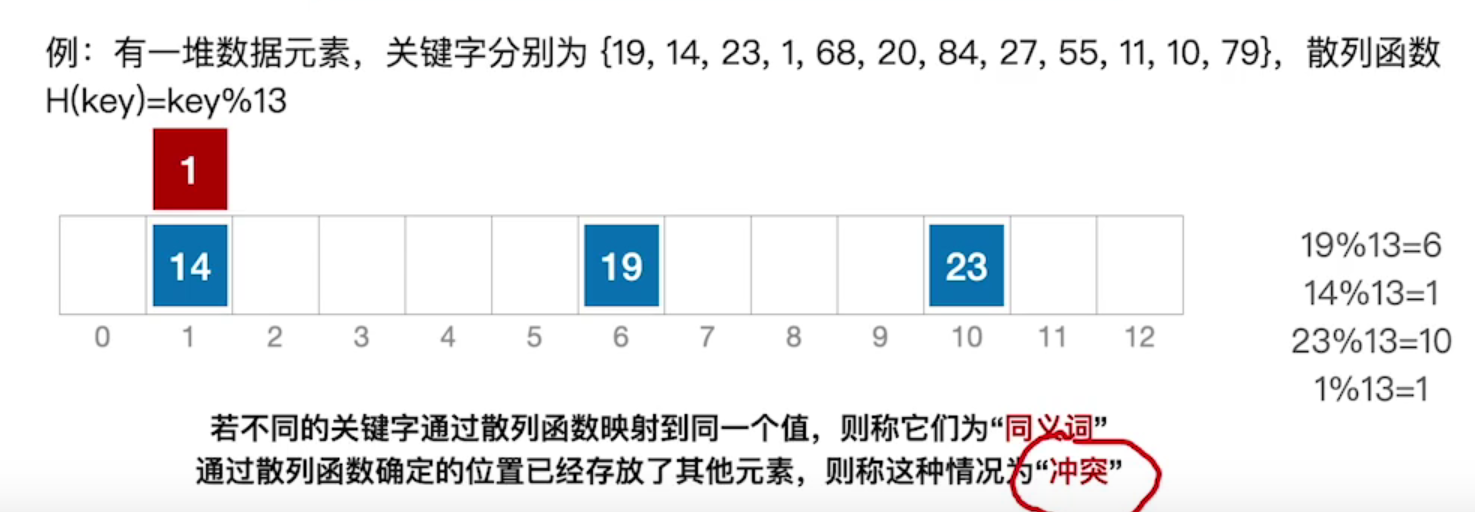 例：有一堆数据元素，关键字分别为 {19, 14, 23, 1, 68, 20, 84, 27, 55, 11, 10, 79}，散列函数
H(key)=key%13
1
14 19 23
0 1 2 3 4 5 6 7 8 9 10 11 12
19%13=6
14%13=1
23%13=10
1%13=1
若不同的关键字通过散列函数映射到同一个值，则称它们为“同义词”
通过散列函数确定的位置已经存放了其他元素，则称这种情况为“冲突”